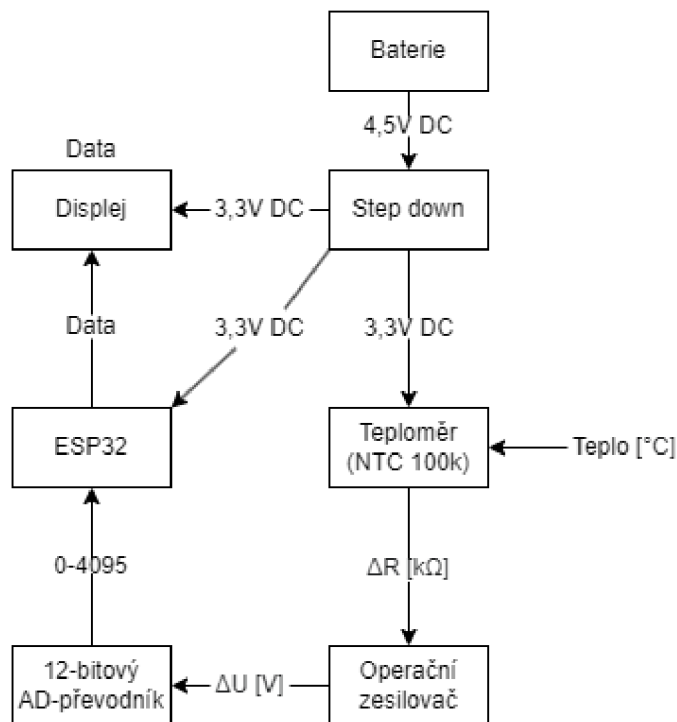 Baterie
4,5V DC
Data
Displej
3,3V DC
Step down
Data
3,3V DC
3,3V DC
ESP32
Teploměr
(NTC 100k)
Teplo [°C]
0-4095
ΔR [kΩ]
12-bitový
AD-převodník
ΔU [V]
Operační
zesilovač